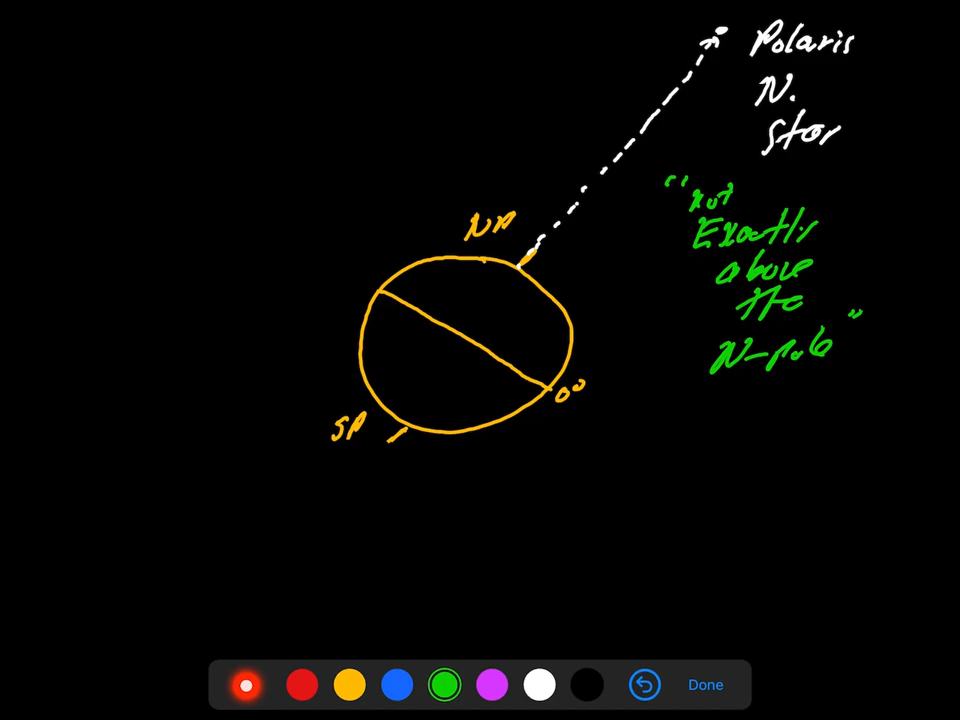 Polaris
N.
Star
NP
"not
Exactly
above
the
N-pole"
0°
SP
Done